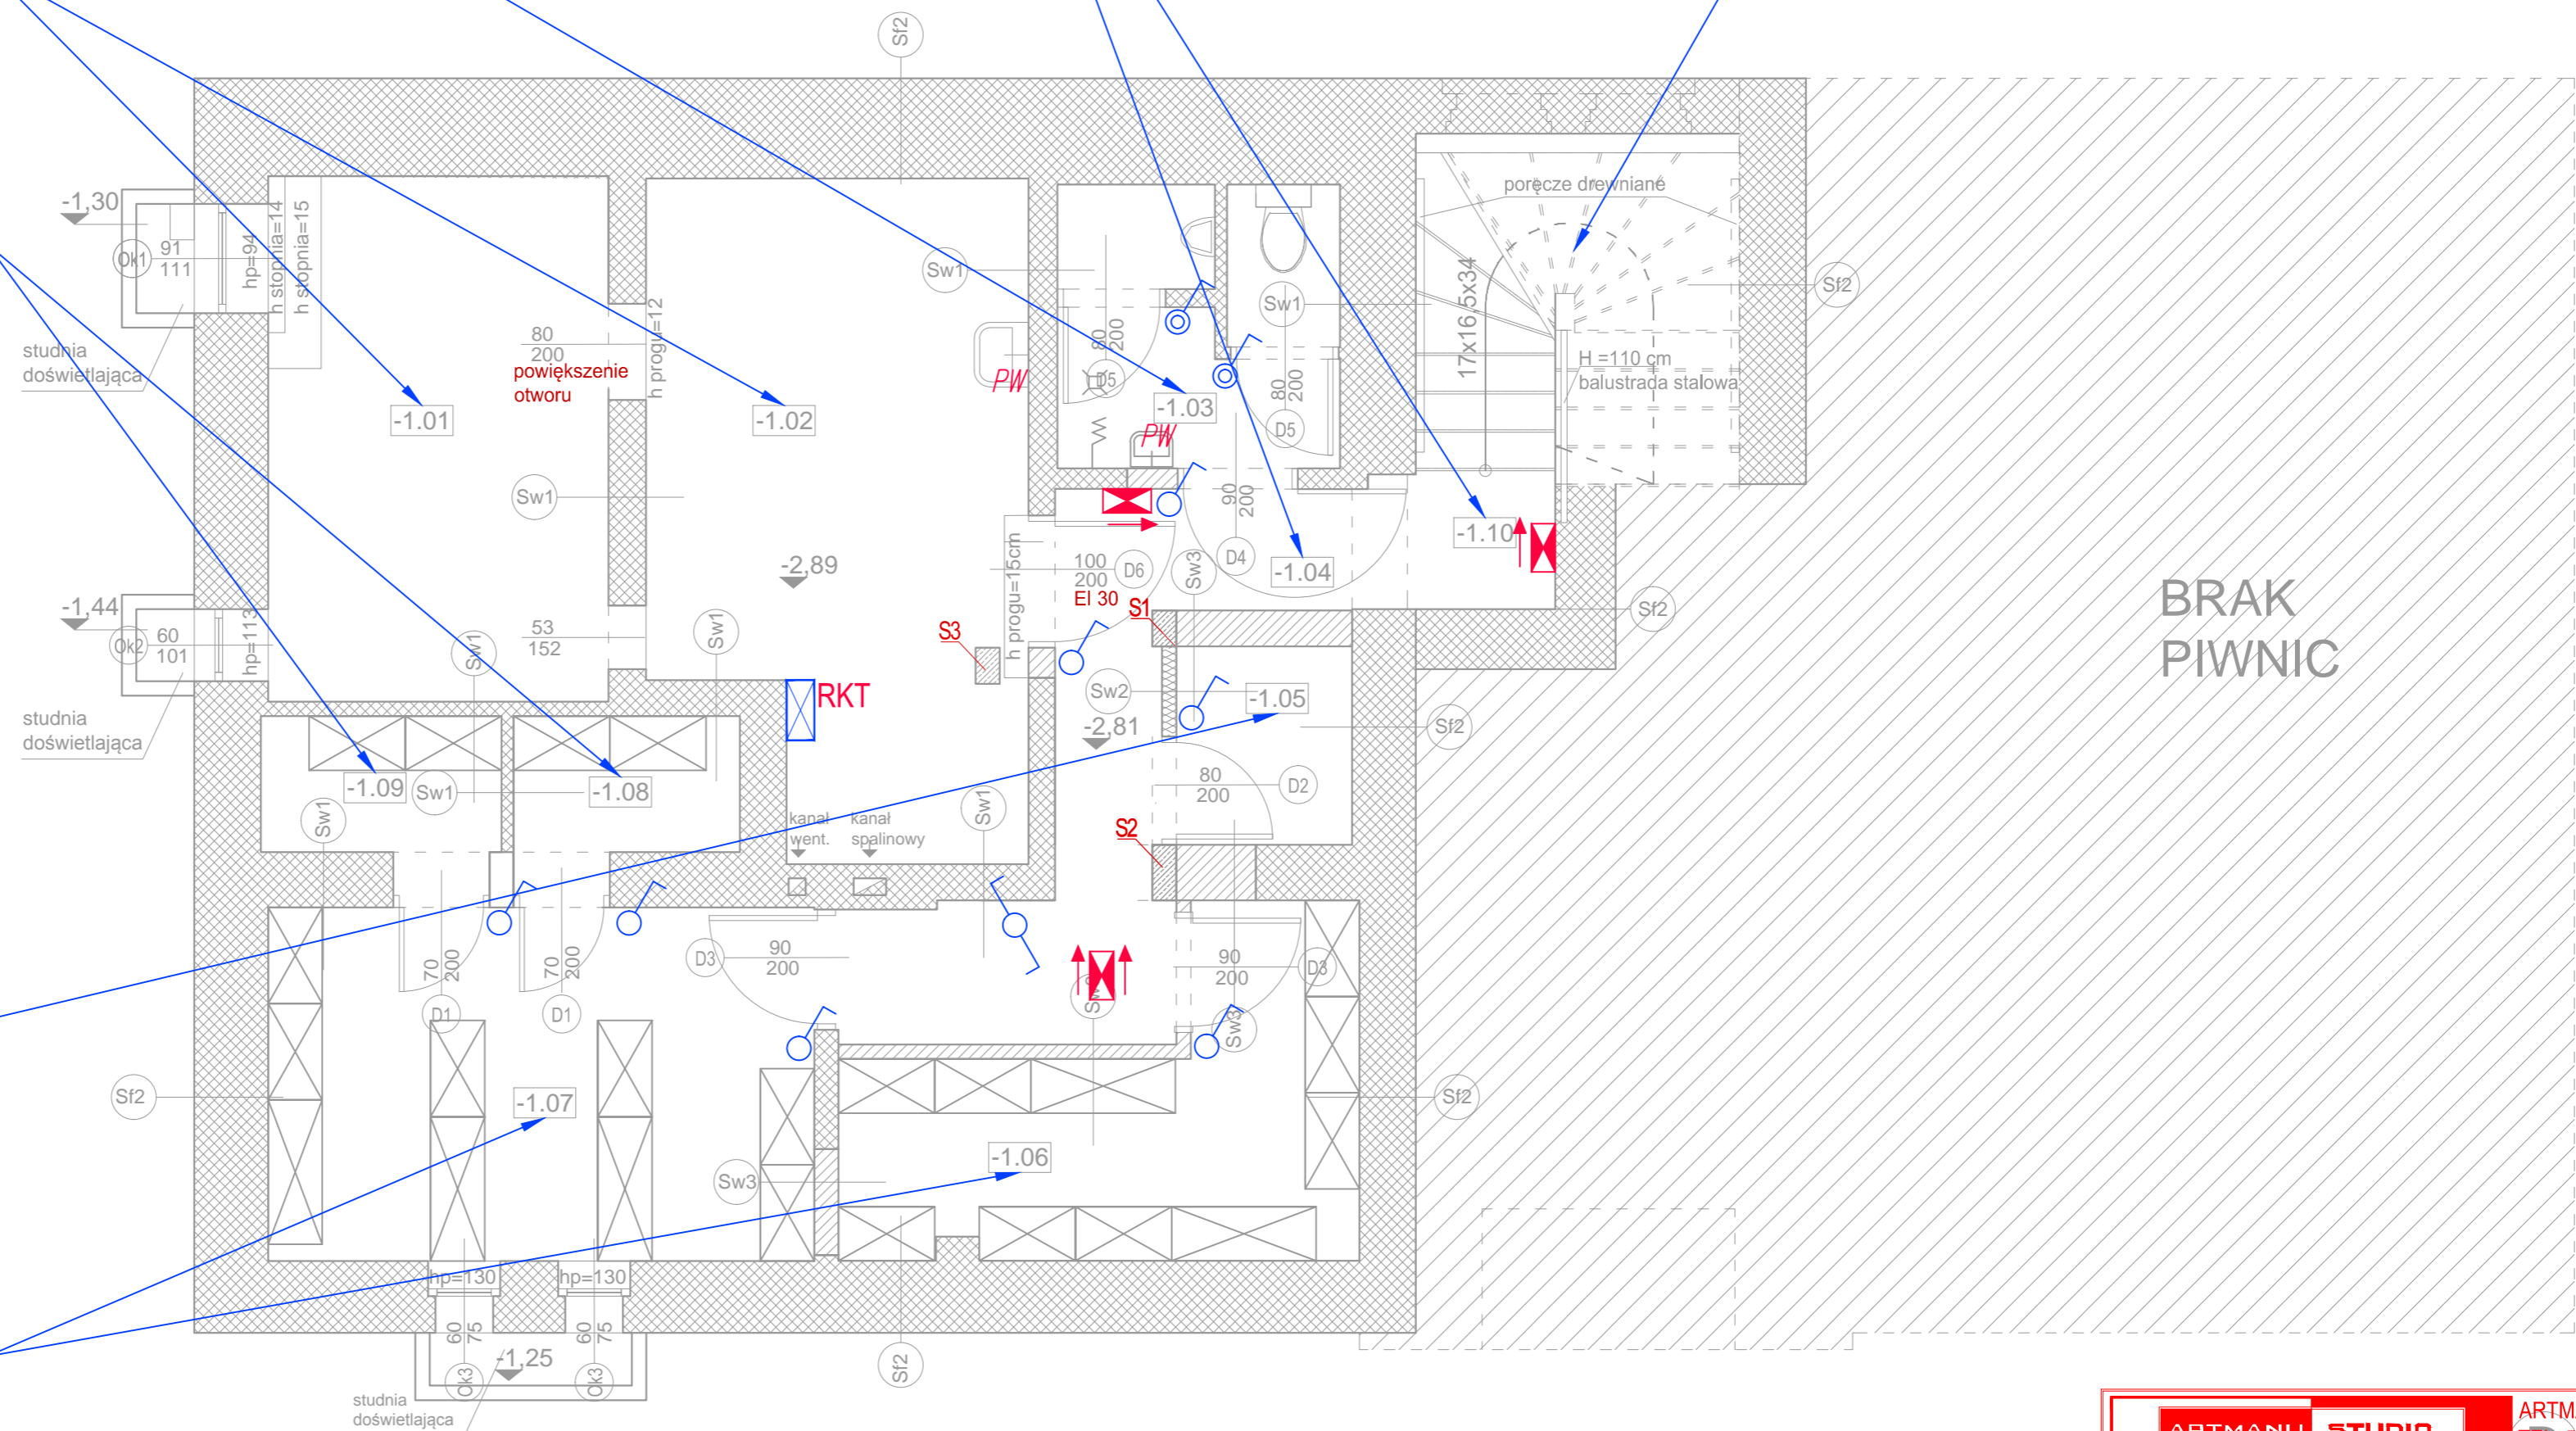 Sf2
-1,30
Ok1
91
111
hp=94
h stopnia=14
h stopnia=15
studnia
doświetlająca
-1.01
80
200
powiększenie
otworu
h progu=12
-1.02
Sw1
PW
80
200
D5
-1.03
PW
Sw1
80
200
D5
poręcze drewniane
17x16,5x34
H =110 cm
balustrada stalowa
Sf2
Sw1
-2,89
h progu=15cm
100
200
EI 30
D6
S1
Sw3
90
200
D4
-1.04
-1.10
Sf2
BRAK
PIWNIC
-1,44
Ok2
60
101
hp=113
studnia
doświetlająca
Sw1
53
152
Sw1
S3
RKT
Sw2
-2,81
-1.05
Sf2
-1.09
Sw1
-1.08
Sw1
kanał
went.
kanał
spalinowy
Sw1
80
200
D2
S2
70
200
D1
70
200
D1
D3
90
200
90
200
D3
Sw3
Sf2
-1.07
Sw3
-1.06
Sf2
hp=130
hp=130
60
75
Ok3
60
75
Ok3
-1,25
studnia
doświetlająca
Sf2
ARTMANU STUDIO
ARTM